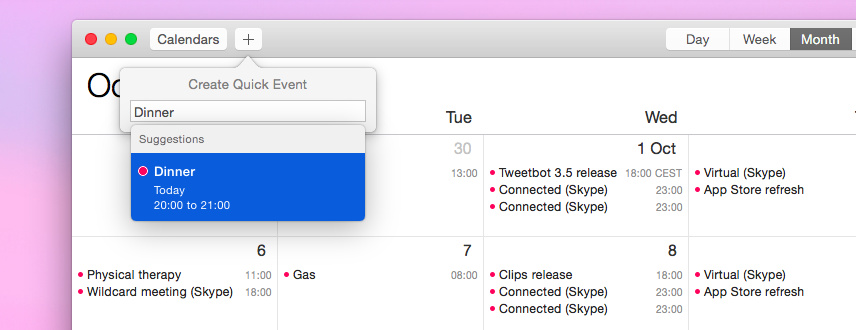 Calendars + Day Week Month
Oc
Create Quick Event
Dinner
Suggestions
Dinner
Today
20:00 to 21:00
Tue Wed
30 1 Oct
13:00 Tweetbot 3.5 release 18:00 CEST Virtual (Skype)
Connected (Skype) 23:00 App Store refresh
Connected (Skype) 23:00
6 7 8
Physical therapy 11:00 Gas 08:00 Clips release 18:00 Virtual (Skype)
Wildcard meeting (Skype) 18:00 Connected (Skype) 23:00 App Store refresh
Connected (Skype) 23:00